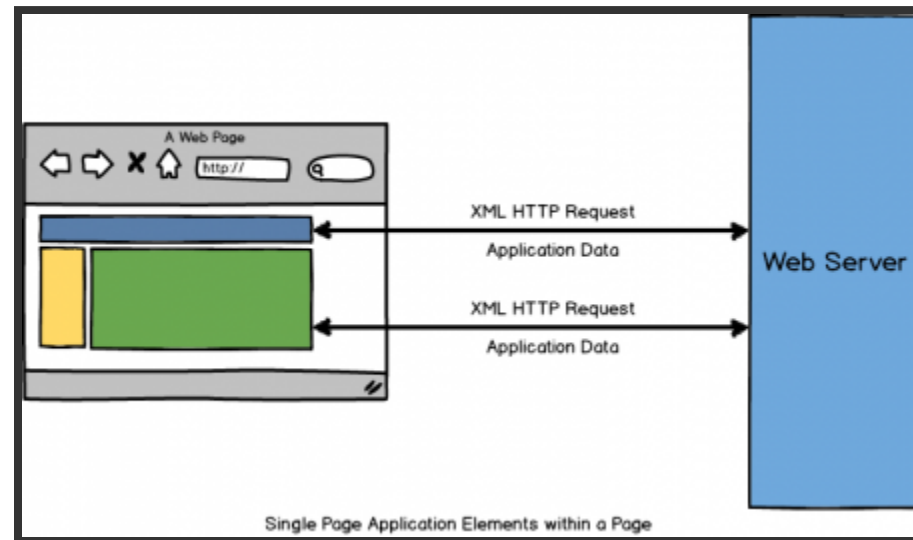 A Web Page
http://
XML HTTP Request
Application Data
Web Server
XML HTTP Request
Application Data
Single Page Application Elements within a Page